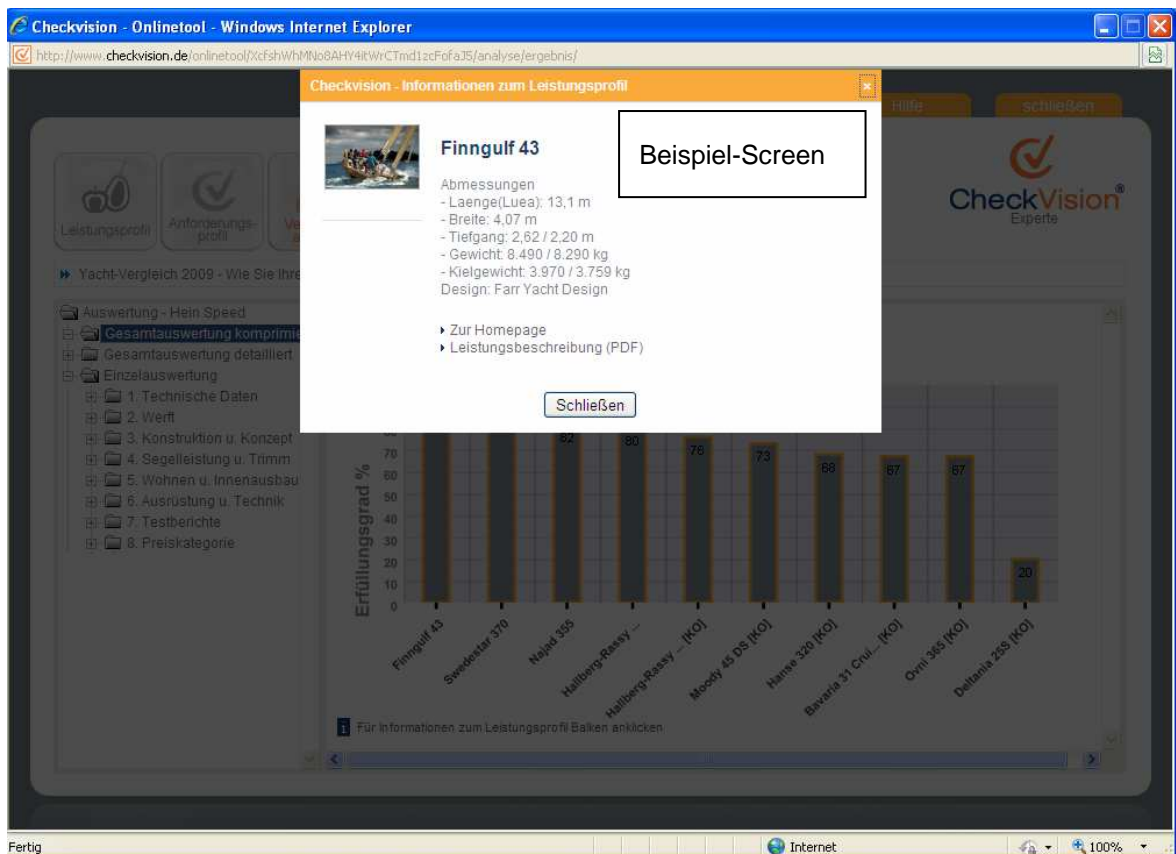 Checkvision - Onlinetool - Windows Internet Explorer
http://www.checkvision.de/onlinetool/XcfshWhMNo8AHY4itWrCTmd1zcFofaJ5/analyse/ergebnis/
Checkvision - Informationen zum Leistungsprofil
Hilfe
schließen
Finngulf 43
Beispiel-Screen
Abmessungen
- Laenge(Luea): 13,1 m
- Breite: 4,07 m
- Tiefgang: 2,62 / 2,20 m
- Gewicht: 8.490 / 8.290 kg
- Kielgewicht: 3.970 / 3.759 kg
Design: Farr Yacht Design
Zur Homepage
Leistungsbeschreibung (PDF)
Schließen
CheckVision®
Experte
Leistungsprofil
Anforderungs-
profil
Yacht-Vergleich 2009 - Wie Sie Ihre
Auswertung - Hein Speed
Gesamtauswertung komprimie
Gesamtauswertung detailliert
Einzelauswertung
1. Technische Daten
2. Werft
3. Konstruktion u. Konzept
4. Segelleistung u. Trimm
5. Wohnen u. Innenausbau
6. Ausrüstung u. Technik
7. Testberichte
8. Preiskategorie
Erfüllungsgrad %
80
70
60
50
40
30
20
10
0
82
80
76
73
68
67
67
20
Finngulf 43
Swedestar 370
Najad 355
Hallberg-Rassy ...
Hallberg-Rassy ... [KO]
Moody 45 DS [KO]
Hanse 320 [KO]
Bavaria 31 Crui... [KO]
Ovni 365 [KO]
Deltania 25S [KO]
Für Informationen zum Leistungsprofil Balken anklicken
Fertig
Internet
100%